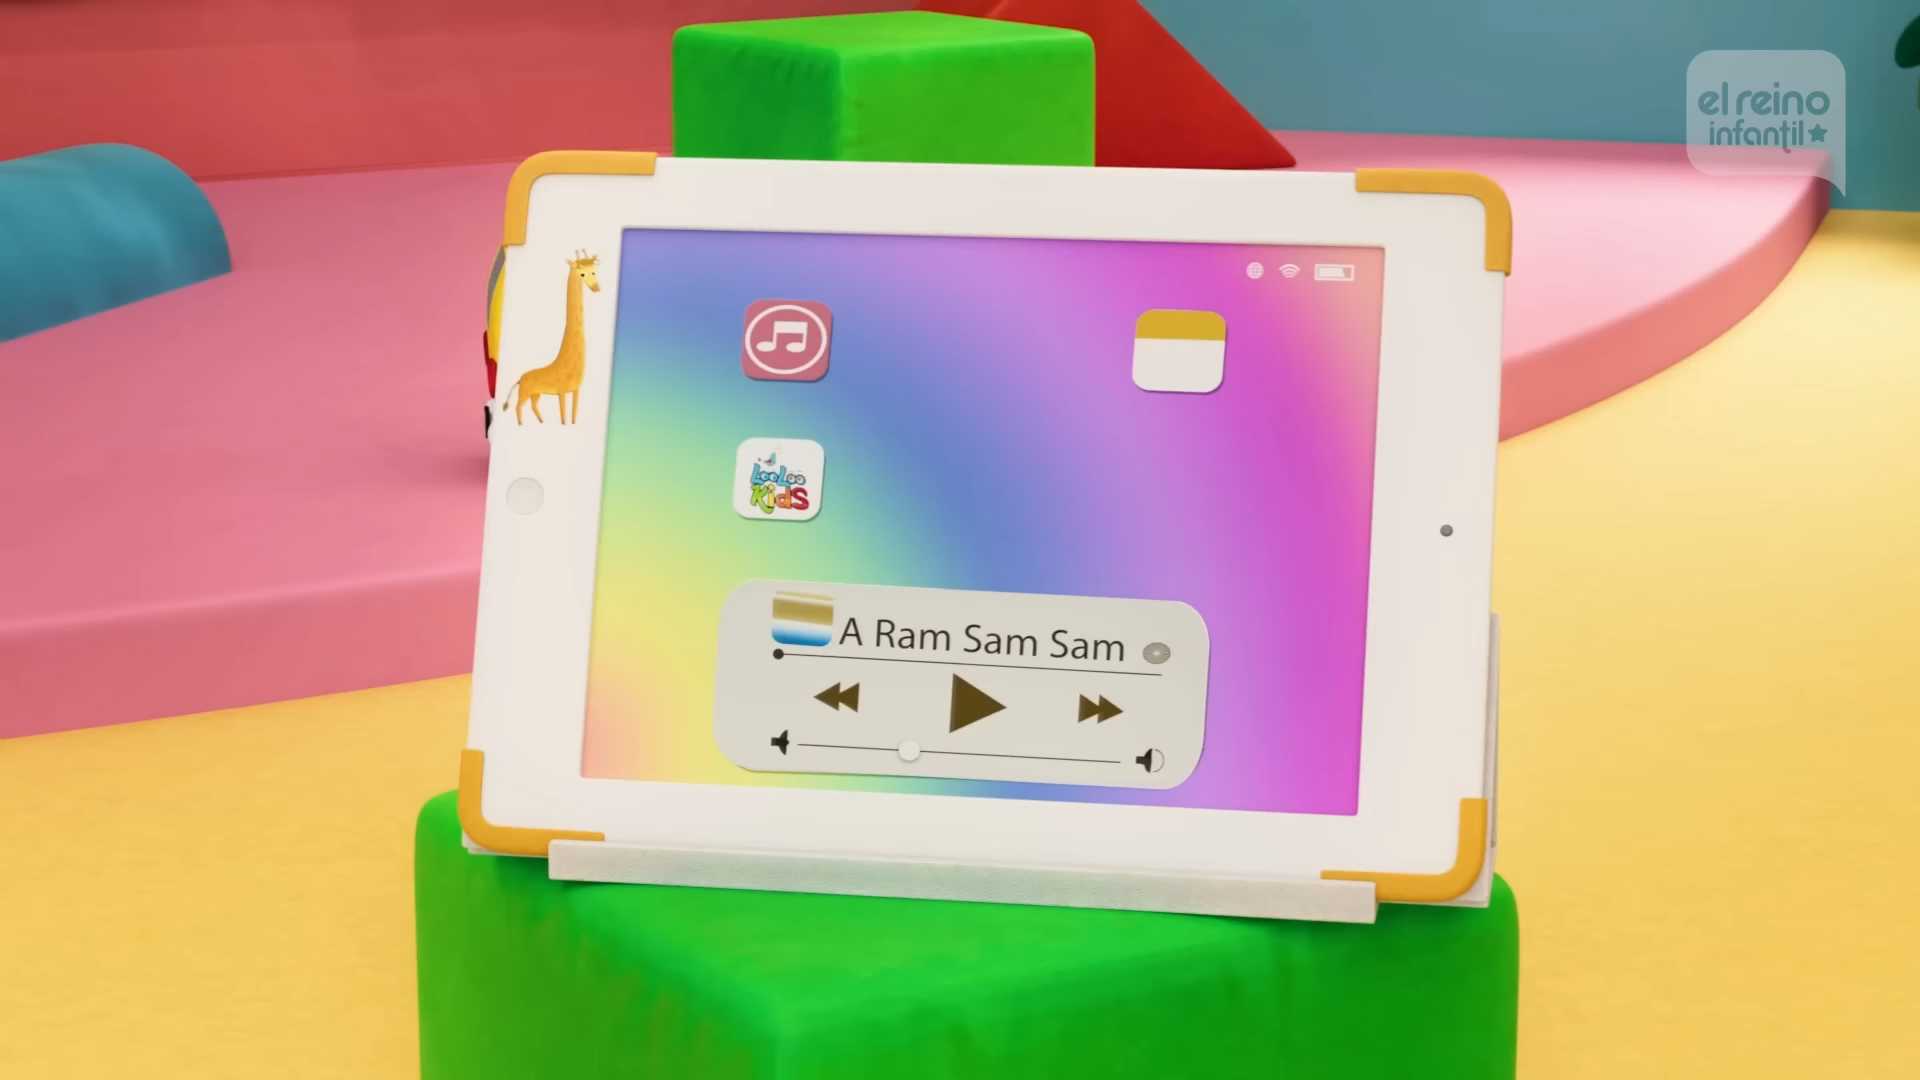 el reino
infantil
LooLoo
Kids
A Ram Sam Sam